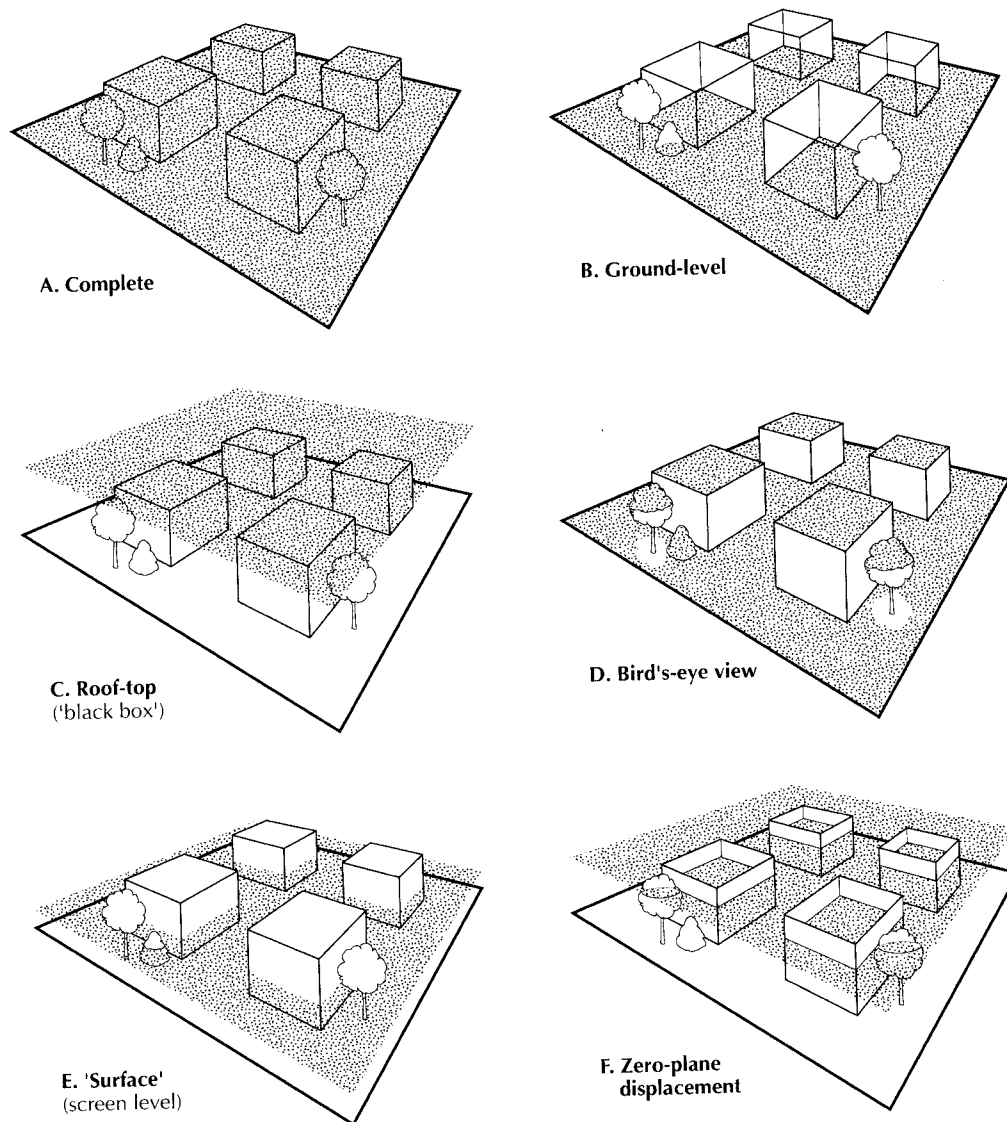 A. Complete
B. Ground-level
C. Roof-top
('black box')
D. Bird's-eye view
E. 'Surface'
(screen level)
F. Zero-plane
displacement